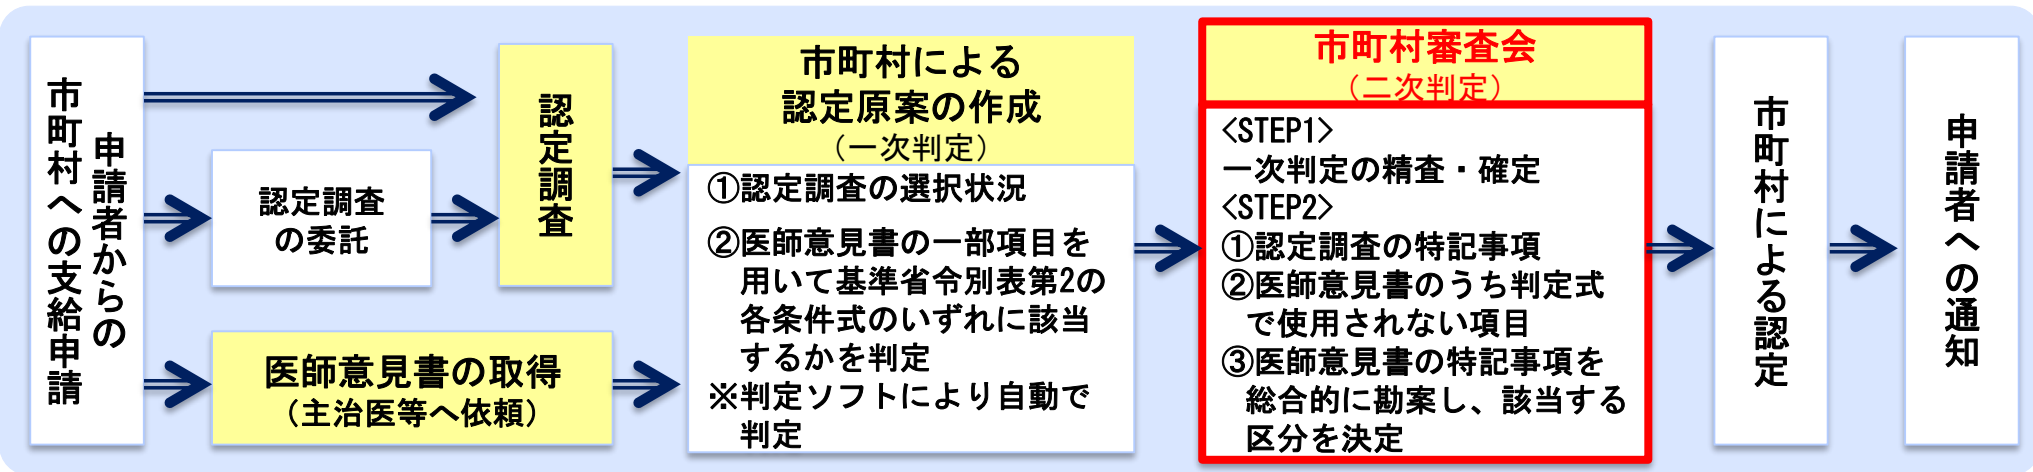 申請者からの
市町村への支給申請
認定調査
の委託
認定調査
医師意見書の取得
（主治医等へ依頼）
市町村による
認定原案の作成
（一次判定）
①認定調査の選択状況
②医師意見書の一部項目を
用いて基準省令別表第2の
各条件式のいずれに該当
するかを判定
※判定ソフトにより自動で
判定
市町村審査会
（二次判定）
<STEP1>
一次判定の精査・確定
<STEP2>
①認定調査の特記事項
②医師意見書のうち判定式
で使用されない項目
③医師意見書の特記事項を
総合的に勘案し、該当する
区分を決定
市町村による認定
申請者への通知